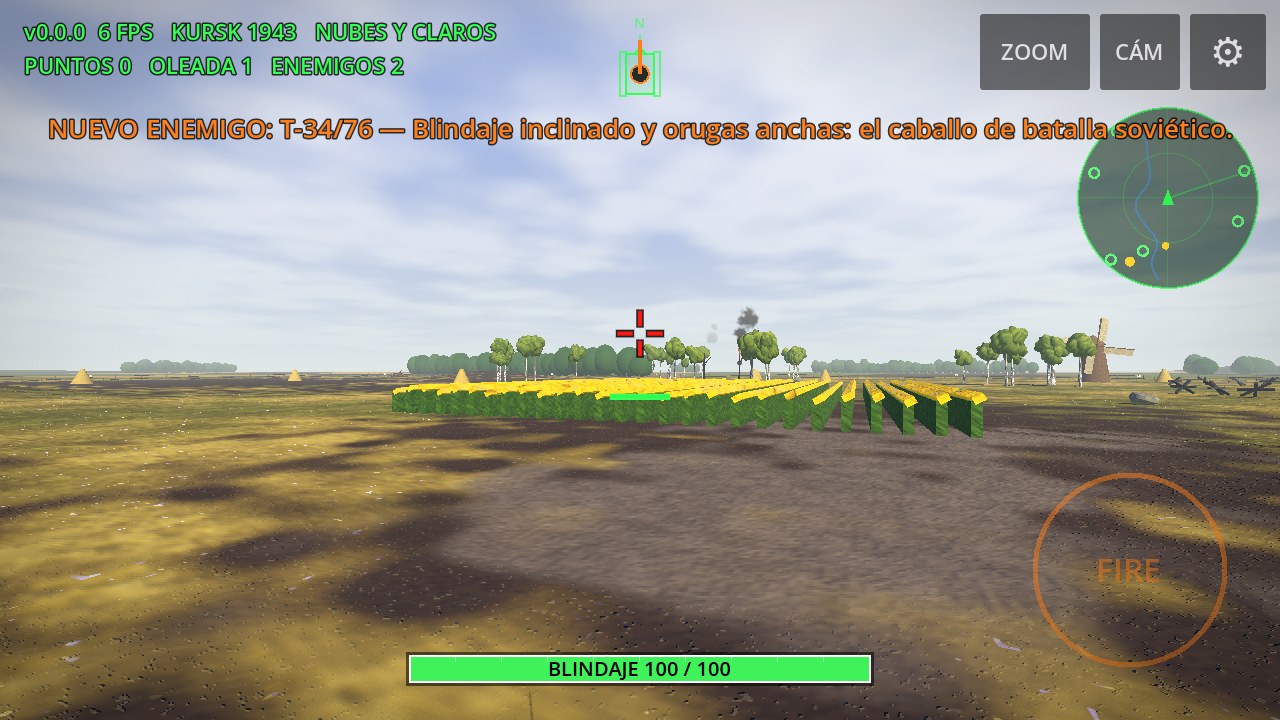 v0.0.0 6 FPS KURSK 1943 NUBES Y CLAROS
PUNTOS 0 OLEADA 1 ENEMIGOS 2
N
ZOOM
CÁM
NUEVO ENEMIGO: T-34/76 — Blindaje inclinado y orugas anchas: el caballo de batalla soviético.
FIRE
BLINDAJE 100 / 100